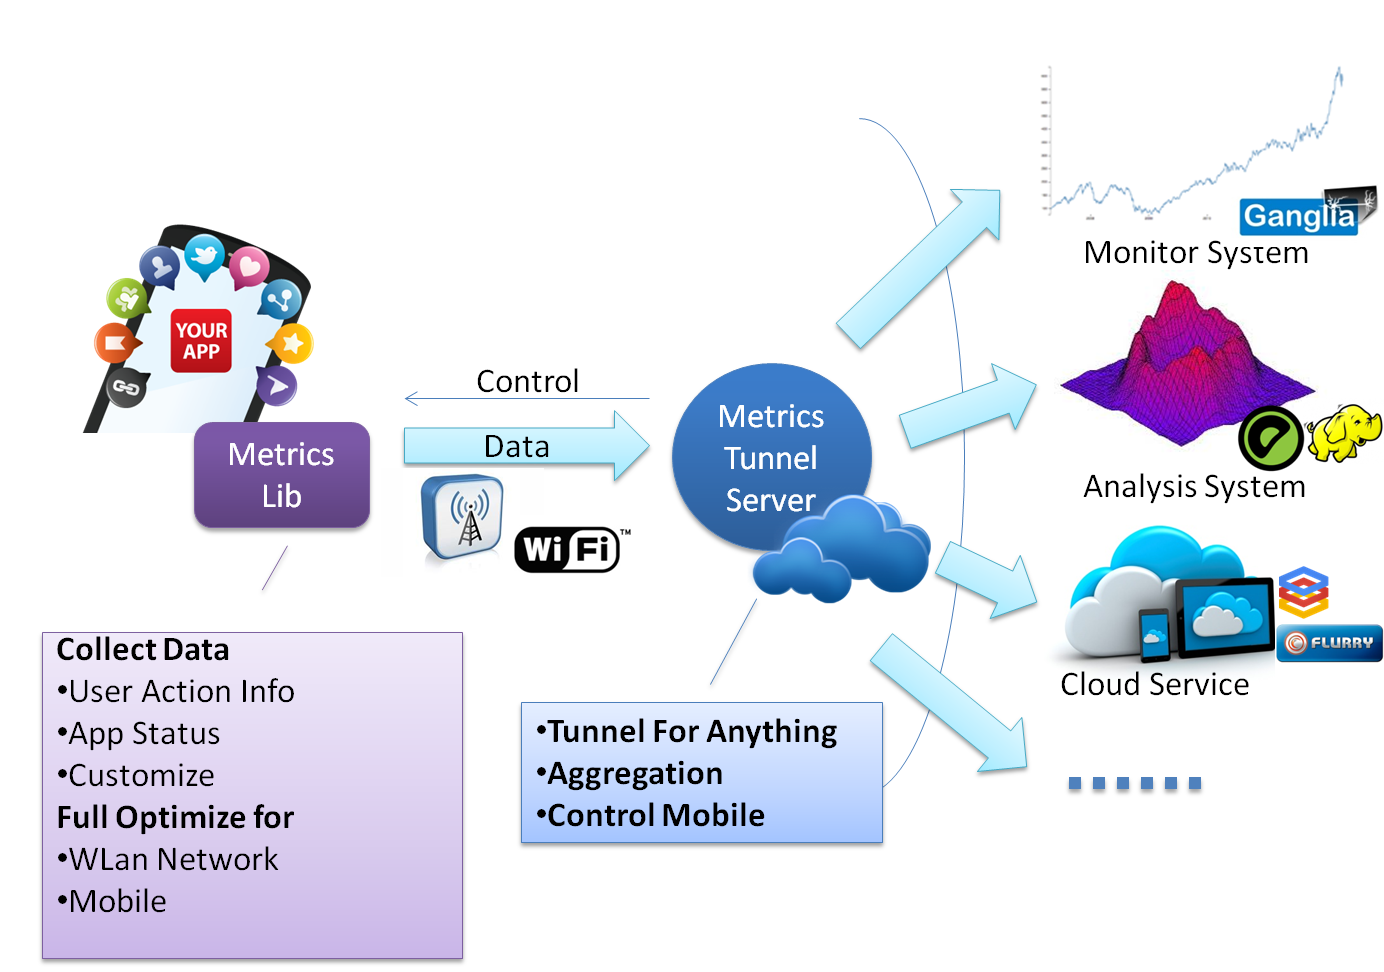 Ganglia
Monitor System
YOUR
APP
Control
Data
Metrics
Lib
Metrics
Tunnel
Server
Wi Fi™
Analysis System
FLURRY
Cloud Service
Collect Data
•User Action Info
•App Status
•Customize
Full Optimize for
•WLan Network
•Mobile
•Tunnel For Anything
•Aggregation
•Control Mobile